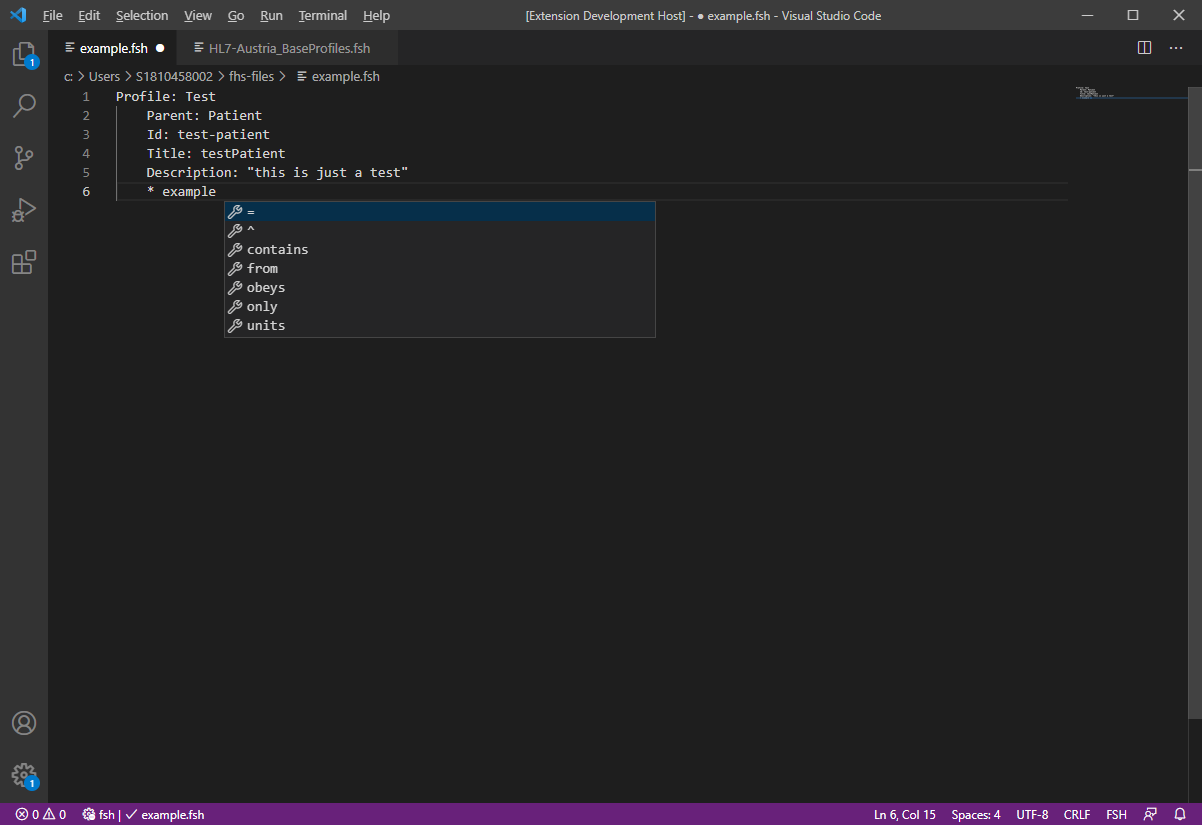 File Edit Selection View Go Run Terminal Help [Extension Development Host] - ● example.fsh - Visual Studio Code
example.fsh ● HL7-Austria_BaseProfiles.fsh
c: > Users > S1810458002 > fhs-files > example.fsh
1 Profile: Test
2 Parent: Patient
3 Id: test-patient
4 Title: testPatient
5 Description: "this is just a test"
6 * example
=
^
contains
from
obeys
only
units
1
1
0 0 fsh | ✓ example.fsh Ln 6, Col 15 Spaces: 4 UTF-8 CRLF FSH